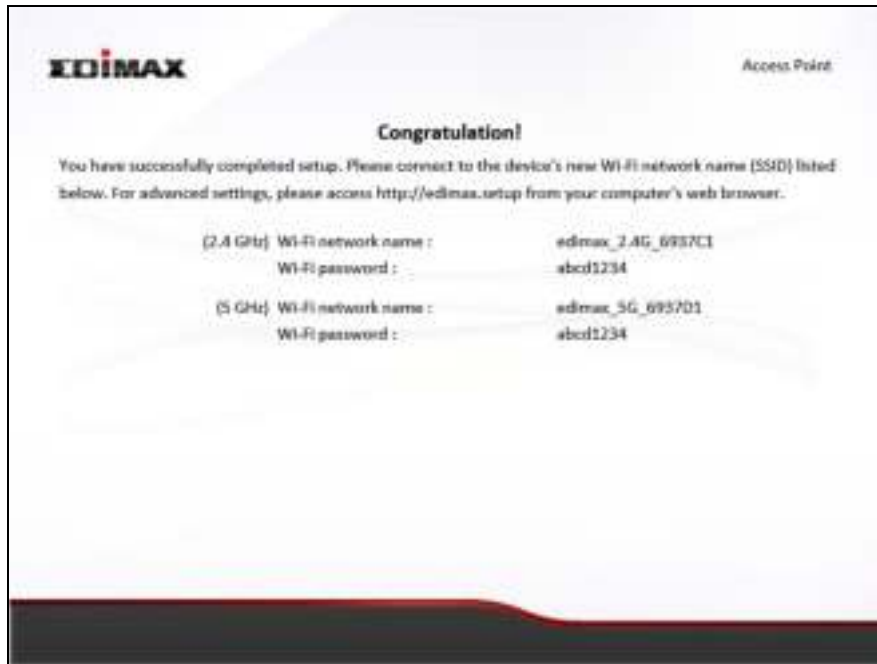 EDIMAX
Access Point
Congratulation!
You have successfully completed setup. Please connect to the device's new Wi-Fi network name (SSID) listed
below. For advanced settings, please access http://edimax.setup from your computer's web browser.
(2.4 GHz) Wi-Fi network name : edimax_2.4G_6937C1
Wi-Fi password : abcd1234
(5 GHz) Wi-Fi network name : edimax_5G_6937D1
Wi-Fi password : abcd1234